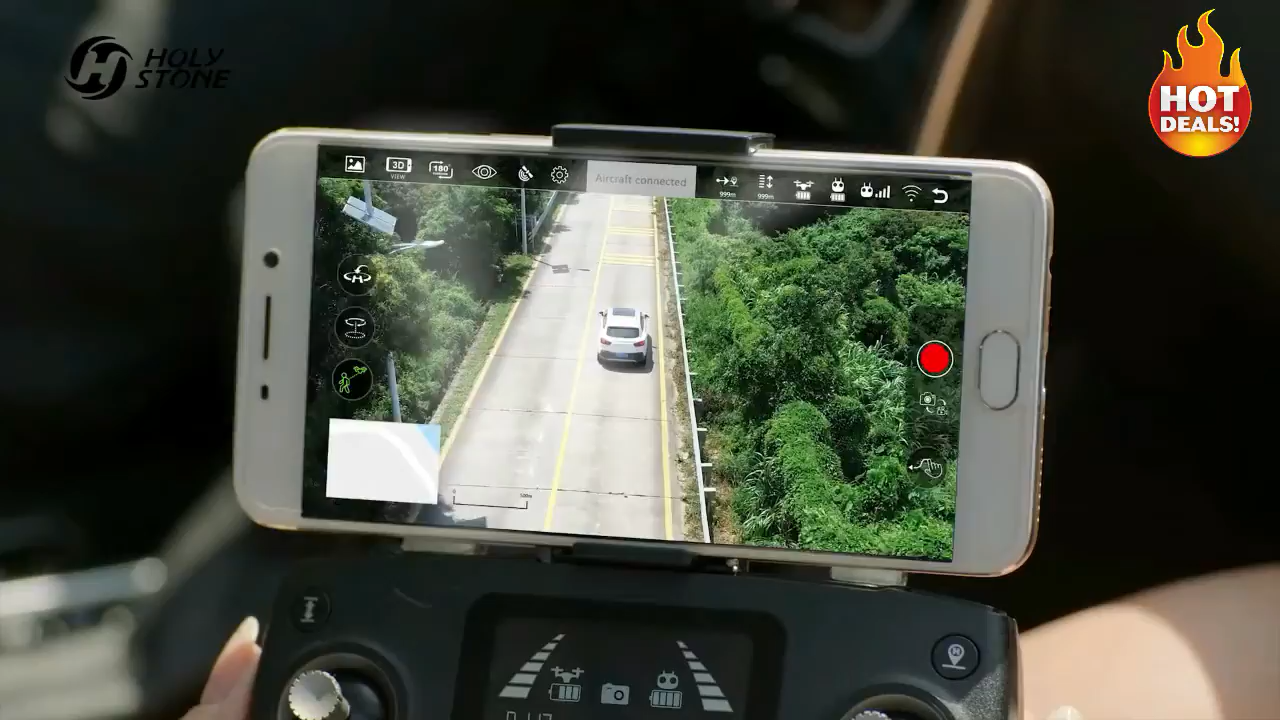 HOLY
STONE
HOT
DEALS!
3D
VIEW
180°
Aircraft connected
999m
999m
H
500m
H